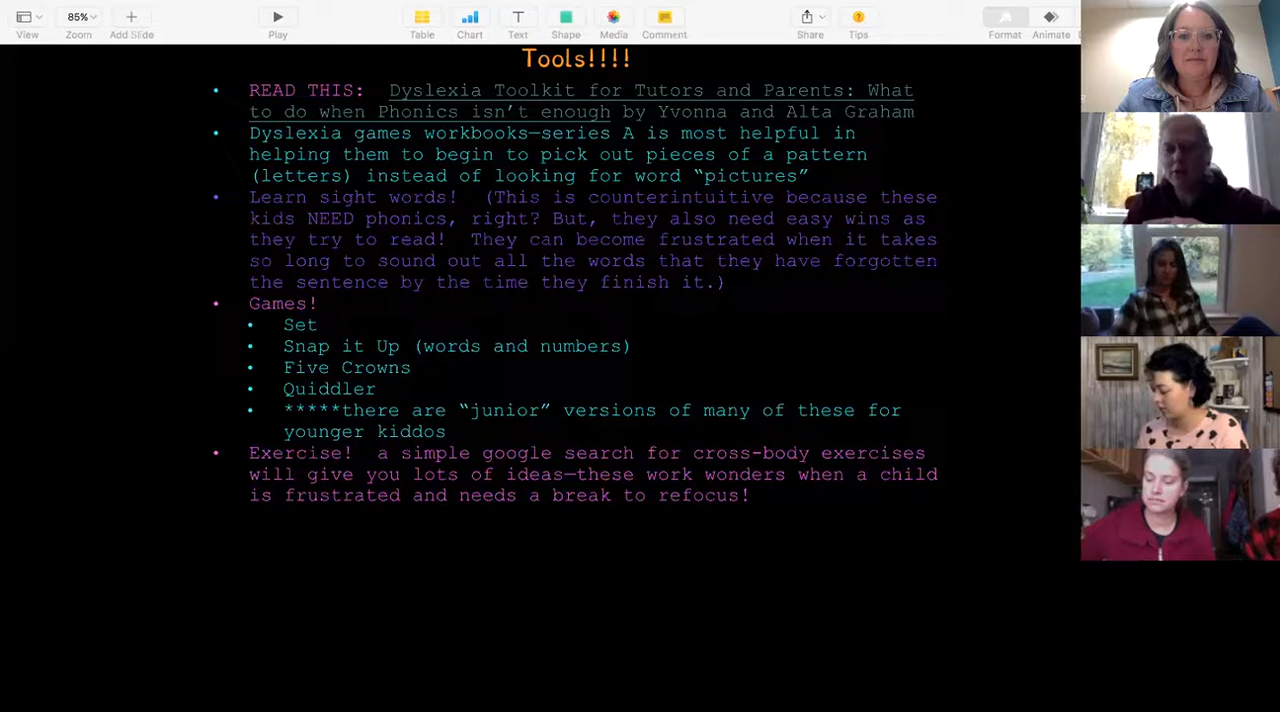 View
85%
Zoom
Add Slide
Play
Table
Chart
Text
Shape
Media
Comment
Share
Tips
Format
Animate
Tools!!!!
• READ THIS: Dyslexia Toolkit for Tutors and Parents: What
to do when Phonics isn’t enough by Yvonna and Alta Graham
• Dyslexia games workbooks—series A is most helpful in
helping them to begin to pick out pieces of a pattern
(letters) instead of looking for word “pictures”
• Learn sight words! (This is counterintuitive because these
kids NEED phonics, right? But, they also need easy wins as
they try to read! They can become frustrated when it takes
so long to sound out all the words that they have forgotten
the sentence by the time they finish it.)
• Games!
• Set
• Snap it Up (words and numbers)
• Five Crowns
• Quiddler
• *****there are “junior” versions of many of these for
younger kiddos
• Exercise! a simple google search for cross-body exercises
will give you lots of ideas—these work wonders when a child
is frustrated and needs a break to refocus!